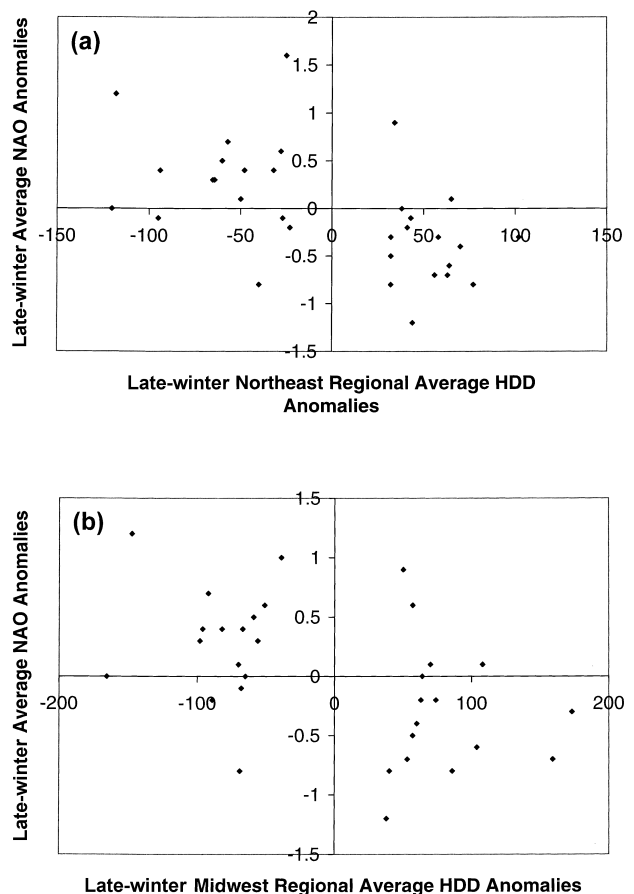 (a)
Late-winter Average NAO Anomalies
2
1.5
1
0.5
0
-0.5
-1
-1.5
-150 -100 -50 0 50 100 150
Late-winter Northeast Regional Average HDD
Anomalies
(b)
Late-winter Average NAO Anomalies
1.5
1
0.5
0
-0.5
-1
-1.5
-200 -100 0 100 200
Late-winter Midwest Regional Average HDD Anomalies